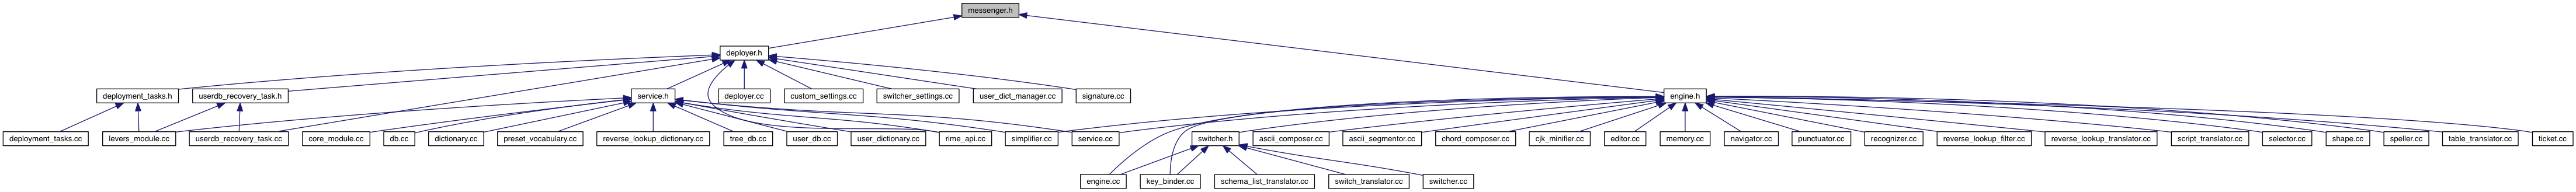 messenger.h
deployer.h
deployment_tasks.h
userdb_recovery_task.h
service.h
deployer.cc
custom_settings.cc
switcher_settings.cc
user_dict_manager.cc
signature.cc
engine.h
deployment_tasks.cc
levers_module.cc
userdb_recovery_task.cc
core_module.cc
db.cc
dictionary.cc
preset_vocabulary.cc
reverse_lookup_dictionary.cc
tree_db.cc
user_db.cc
user_dictionary.cc
rime_api.cc
simplifier.cc
service.cc
switcher.h
ascii_composer.cc
ascii_segmentor.cc
chord_composer.cc
cjk_minifier.cc
editor.cc
memory.cc
navigator.cc
punctuator.cc
recognizer.cc
reverse_lookup_filter.cc
reverse_lookup_translator.cc
script_translator.cc
selector.cc
shape.cc
speller.cc
table_translator.cc
ticket.cc
engine.cc
key_binder.cc
schema_list_translator.cc
switch_translator.cc
switcher.cc